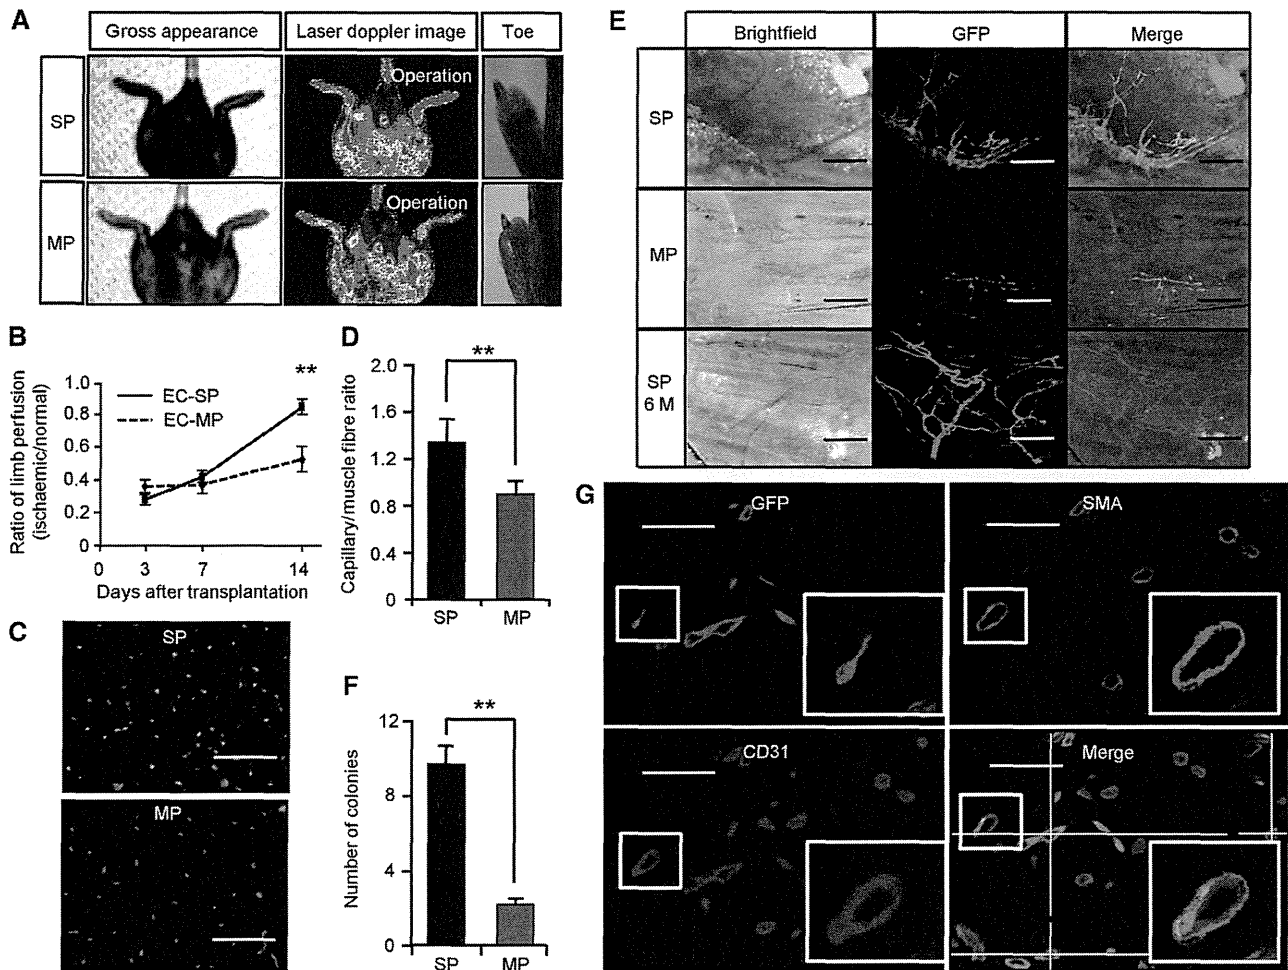 A
Gross appearance
Laser doppler image
Toe
SP
Operation
MP
Operation
B
Ratio of limb perfusion
(ischaemic/normal)
1.0
0.8
0.6
0.4
0.2
0
EC-SP
EC-MP
**
0 3 7 14
Days after transplantation
C
SP
MP
D
Capillary/muscle fibre raito
2.0
1.6
1.2
0.8
0.4
0
**
SP MP
E
Brightfield
GFP
Merge
SP
MP
SP
6 M
F
Number of colonies
12
8
4
0
**
SP MP
G
GFP
SMA
CD31
Merge